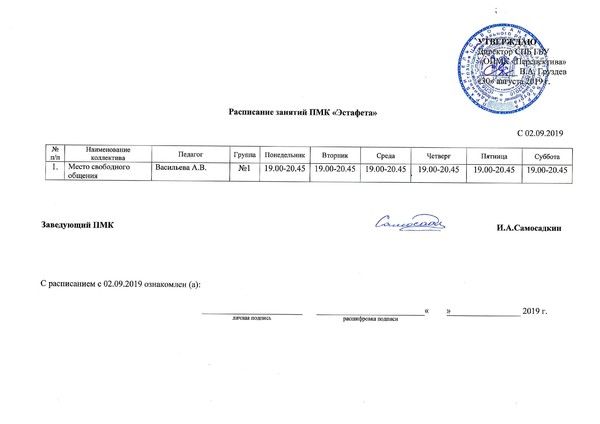 УТВЕРЖДАЮ
Директор СПб ГБУ
«ОПМК «Перспектива»
И.А. Груздев
«30» августа 2019 г.
Расписание занятий ПМК «Эстафета»
С 02.09.2019
№ п/п Наименование коллектива Педагог Группа Понедельник Вторник Среда Четверг Пятница Суббота
1. Место свободного общения Васильева А.В. №1 19.00-20.45 19.00-20.45 19.00-20.45 19.00-20.45 19.00-20.45 19.00-20.45
Заведующий ПМК И.А.Самосадкин
С расписанием с 02.09.2019 ознакомлен (а):
« » 2019 г.
личная подпись расшифровка подписи